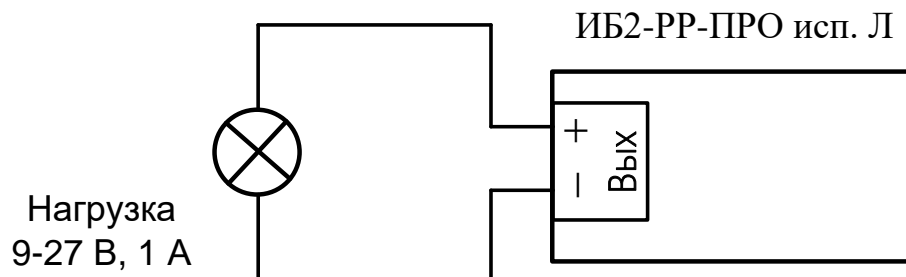 ИБ2-РР-ПРО исп. Л
+
–
Вых
Нагрузка
9-27 В, 1 А